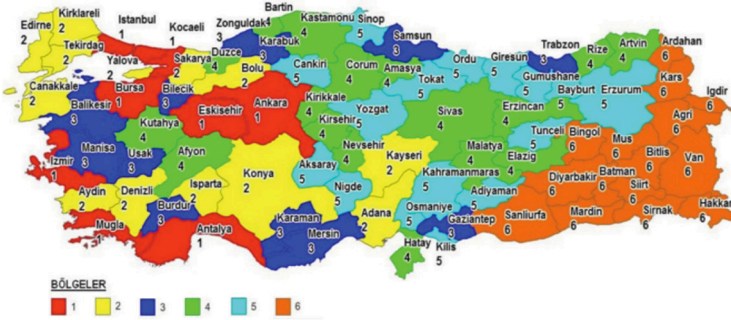 Edirne 2
Kirklareli 2
Tekirdag 2
Istanbul 1
Kocaeli 1
Yalova 2
Sakarya 2
Duzce 4
Zonguldak 3
Bartin 4
Karabuk 3
Kastamonu 4
Sinop 5
Samsun 3
Ordu 5
Giresun 5
Trabzon 3
Rize 4
Artvin 4
Ardahan 6
Canakkale 2
Balikesir 3
Bursa 1
Bilecik 3
Bolu 2
Cankiri 5
Corum 4
Amasya 4
Tokat 5
Gumushane 5
Bayburt 5
Erzurum 5
Kars 6
Igdir 6
Agri 6
Kutahya 4
Eskisehir 1
Ankara 1
Kirikkale 4
Kirsehir 4
Yozgat 5
Sivas 4
Erzincan 4
Tunceli 5
Bingol 6
Mus 6
Bitlis 6
Van 6
Izmir 1
Manisa 3
Usak 3
Afyon 4
Konya 2
Aksaray 5
Nevsehir 4
Kayseri 2
Malatya 4
Elazig 4
Diyarbakir 6
Batman 6
Siirt 6
Hakkari 6
Aydin 2
Denizli 2
Isparta 2
Burdur 3
Nigde 5
Kahramanmaras 5
Adiyaman 5
Sanliurfa 6
Mardin 6
Sirnak 6
Mugla 1
Antalya 1
Karaman 3
Mersin 3
Adana 2
Osmaniye 5
Gaziantep 3
Kilis 5
Hatay 4
BÖLGELER
1 2 3 4 5 6